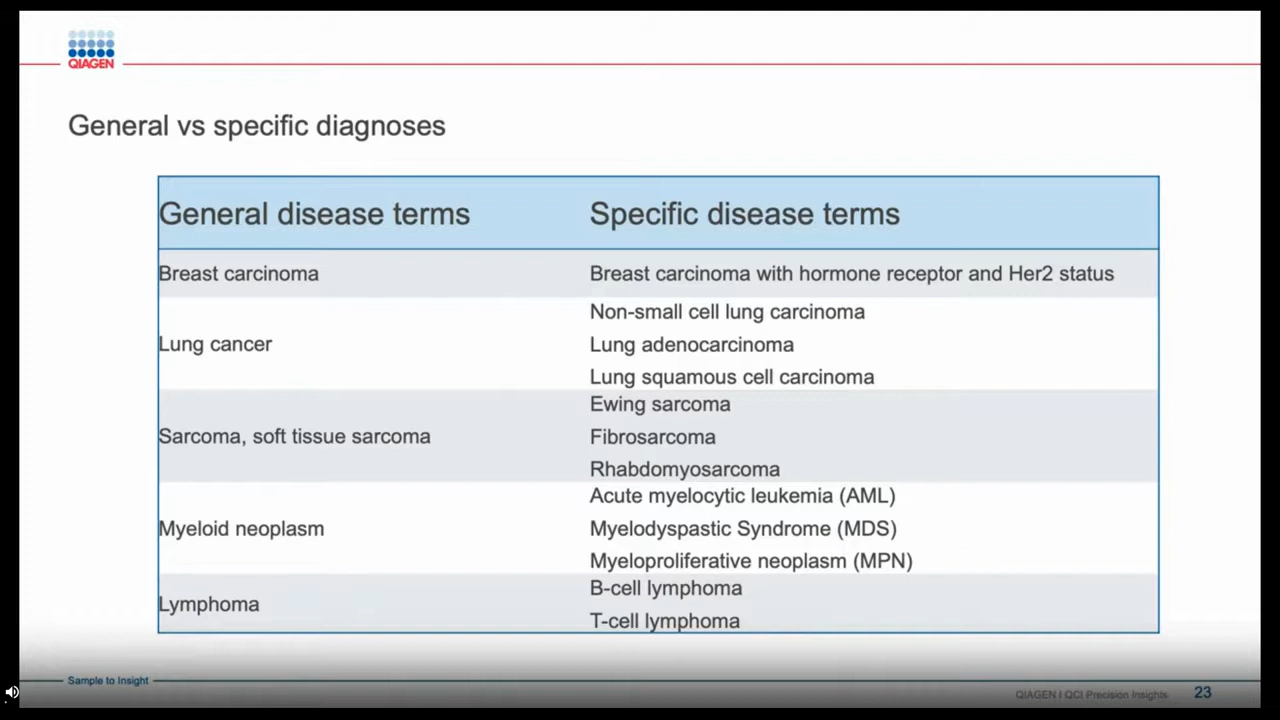 QIAGEN
General vs specific diagnoses
General disease terms
Specific disease terms
Breast carcinoma
Breast carcinoma with hormone receptor and Her2 status
Lung cancer
Non-small cell lung carcinoma
Lung adenocarcinoma
Lung squamous cell carcinoma
Sarcoma, soft tissue sarcoma
Ewing sarcoma
Fibrosarcoma
Rhabdomyosarcoma
Myeloid neoplasm
Acute myelocytic leukemia (AML)
Myelodyspastic Syndrome (MDS)
Myeloproliferative neoplasm (MPN)
Lymphoma
B-cell lymphoma
T-cell lymphoma
Sample to Insight
QIAGEN I QCI Precision Insights
23